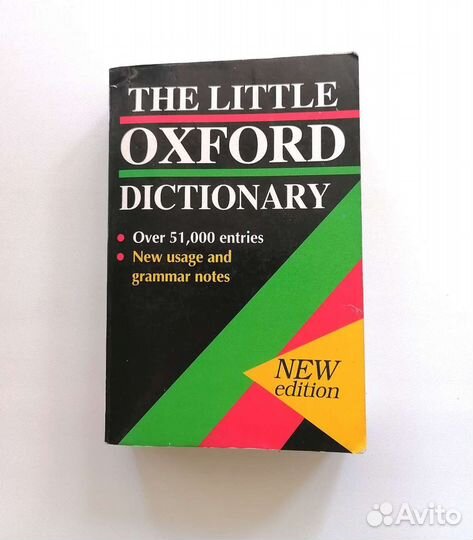 THE LITTLE
OXFORD
DICTIONARY
Over 51,000 entries
New usage and
grammar notes
NEW
edition
Avito